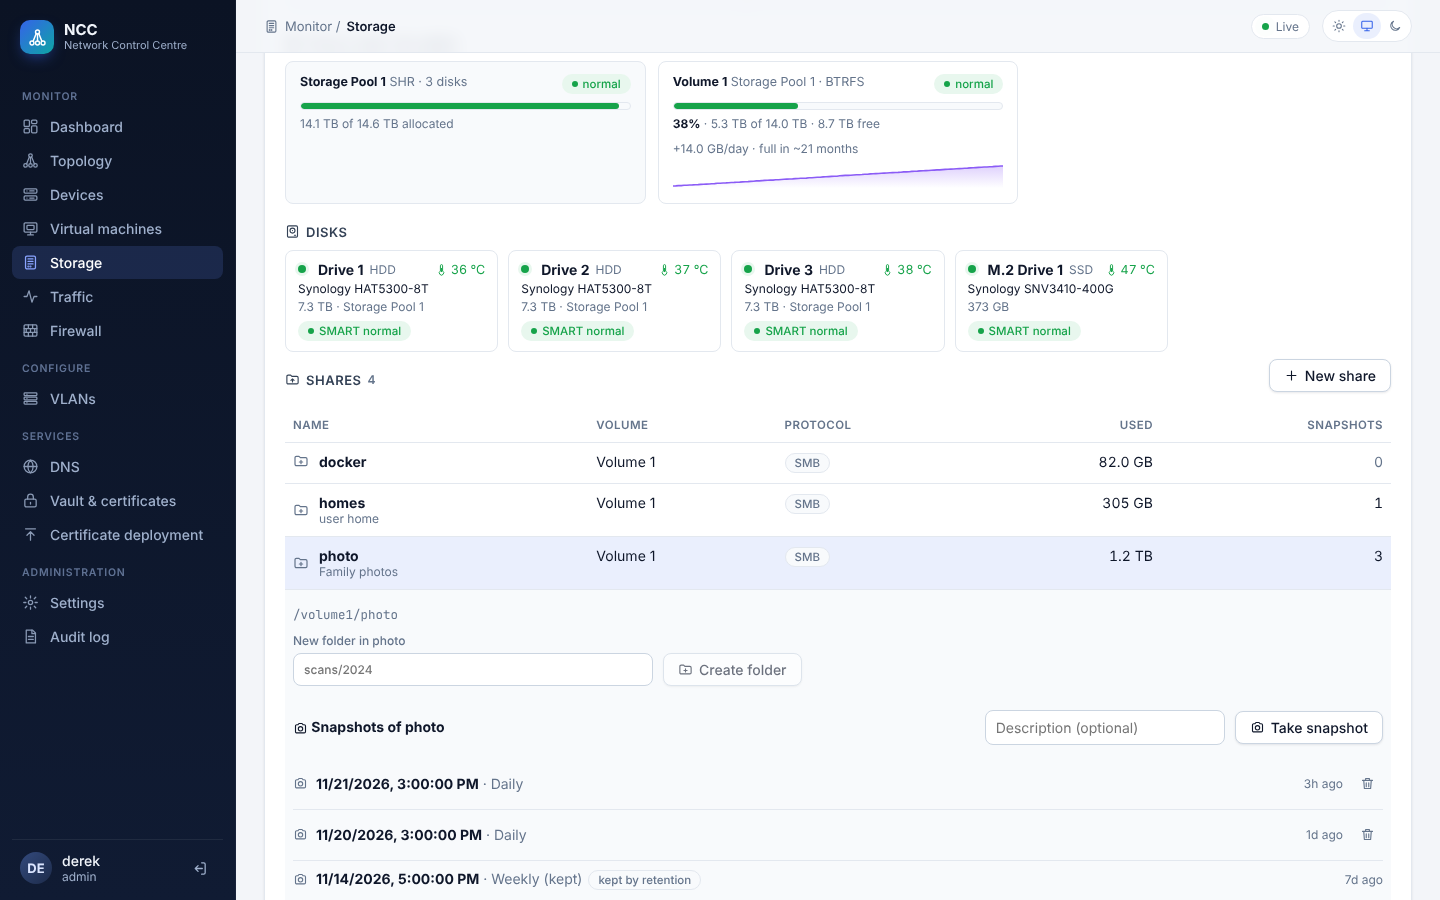 NCC
Network Control Centre
MONITOR
Dashboard
Topology
Devices
Virtual machines
Storage
Traffic
Firewall
CONFIGURE
VLANs
SERVICES
DNS
Vault & certificates
Certificate deployment
ADMINISTRATION
Settings
Audit log
DE
derek
admin
Monitor / Storage
Live
Storage Pool 1 SHR · 3 disks
normal
14.1 TB of 14.6 TB allocated
Volume 1 Storage Pool 1 · BTRFS
normal
38% · 5.3 TB of 14.0 TB · 8.7 TB free
+14.0 GB/day · full in ~21 months
DISKS
Drive 1 HDD 36 °C
Synology HAT5300-8T
7.3 TB · Storage Pool 1
SMART normal
Drive 2 HDD 37 °C
Synology HAT5300-8T
7.3 TB · Storage Pool 1
SMART normal
Drive 3 HDD 38 °C
Synology HAT5300-8T
7.3 TB · Storage Pool 1
SMART normal
M.2 Drive 1 SSD 47 °C
Synology SNV3410-400G
373 GB
SMART normal
SHARES 4
New share
NAME VOLUME PROTOCOL USED SNAPSHOTS
docker Volume 1 SMB 82.0 GB 0
homes Volume 1 SMB 305 GB 1
user home
photo Volume 1 SMB 1.2 TB 3
Family photos
/volume1/photo
New folder in photo
scans/2024 Create folder
Snapshots of photo
Description (optional)
Take snapshot
11/21/2026, 3:00:00 PM · Daily 3h ago
11/20/2026, 3:00:00 PM · Daily 1d ago
11/14/2026, 5:00:00 PM · Weekly (kept) kept by retention 7d ago